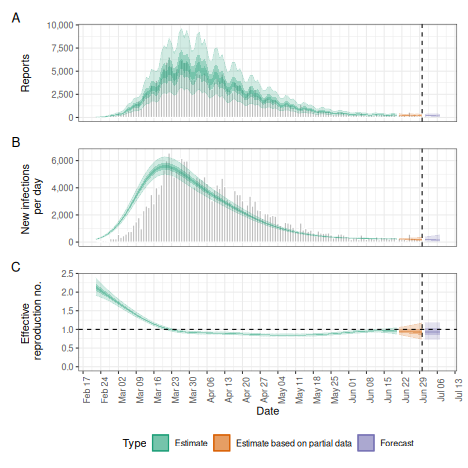 A
Reports
10,000
7,500
5,000
2,500
0
B
New infections
per day
6,000
4,000
2,000
0
C
Effective
reproduction no.
2.5
2.0
1.5
1.0
0.5
0.0
Feb 17
Feb 24
Mar 02
Mar 09
Mar 16
Mar 23
Mar 30
Apr 06
Apr 13
Apr 20
Apr 27
May 04
May 11
May 18
May 25
Jun 01
Jun 08
Jun 15
Jun 22
Jun 29
Jul 06
Jul 13
Date
Type Estimate Estimate based on partial data Forecast